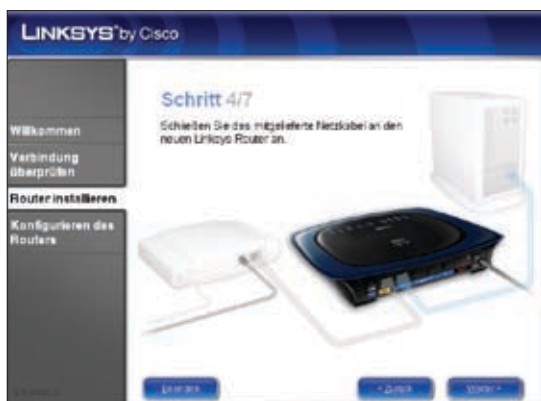 LINKSYS® by Cisco
Schritt 4/7
Schließen Sie das mitgelieferte Netzkabel an den
neuen Linksys Router an.
Willkommen
Verbindung
überprüfen
Router installieren
Konfigurieren des
Routers
Beenden
< Zurück
Weiter >